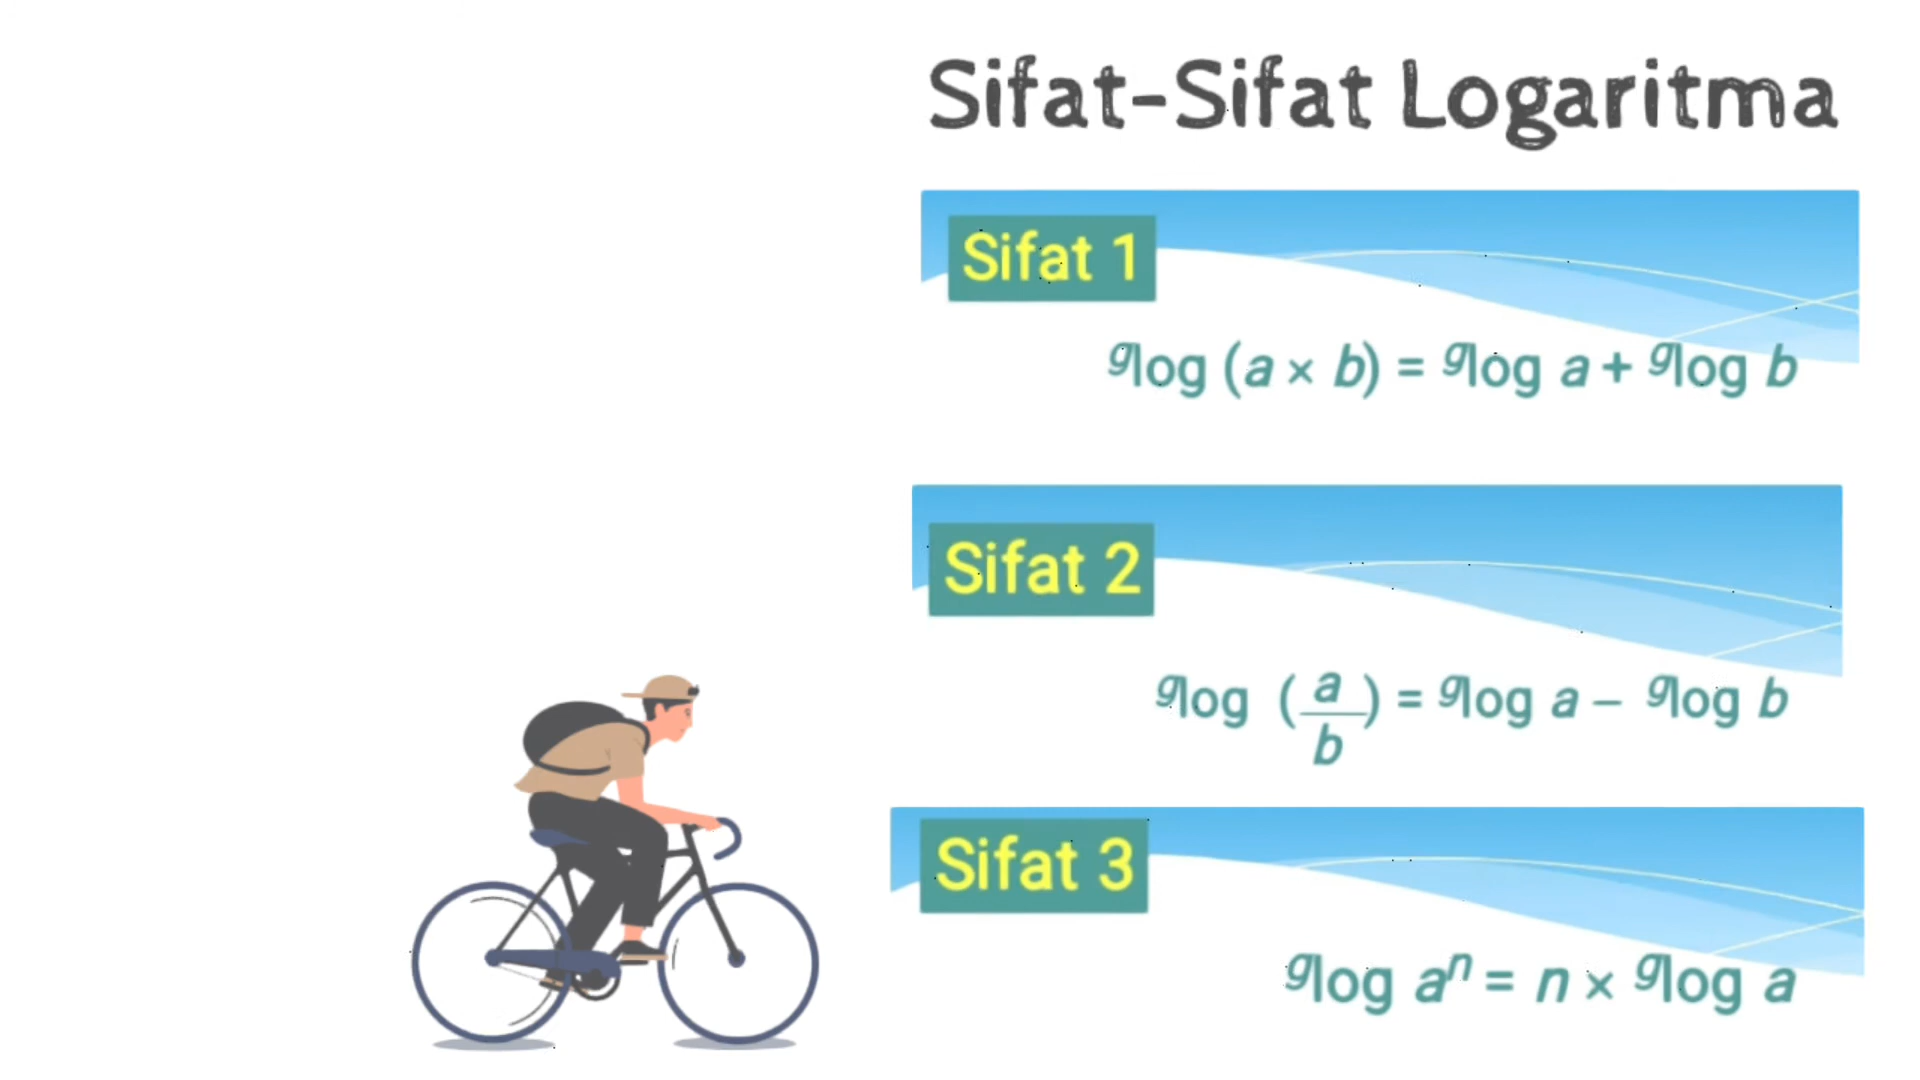 Sifat-Sifat Logaritma
Sifat 1
ᵍlog (a × b) = ᵍlog a + ᵍlog b
Sifat 2
ᵍlog (a/b) = ᵍlog a – ᵍlog b
Sifat 3
ᵍlog aⁿ = n × ᵍlog a